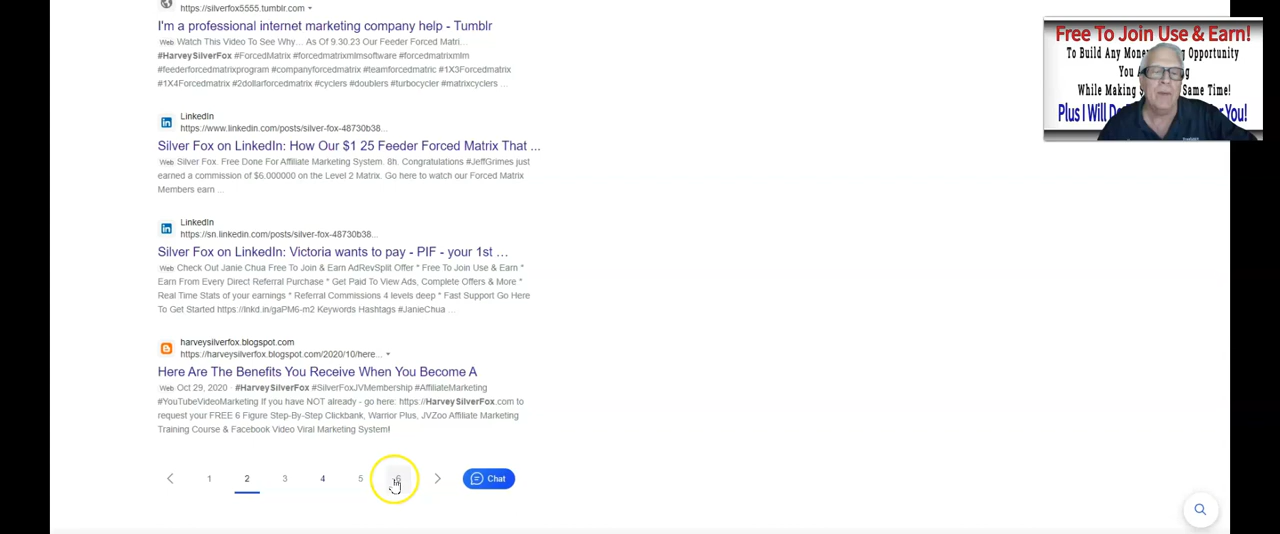 https://silverfox5555.tumblr.com
I'm a professional internet marketing company help - Tumblr
Web Watch This Video To See Why... As Of 9.30.23 Our Feeder Forced Matri...
#HarveySilverFox #ForcedMatrix #forcedmatrixmlmsoftware #forcedmatrixmlm
#feederforcedmatrixprogram #companyforcedmatrix #teamforcedmatric #1X3Forcedmatrix
#1X4Forcedmatrix #2dollarforcedmatrix #cyclers #doublers #turbocycler #matrixcyclers ...
LinkedIn
https://www.linkedin.com/posts/silver-fox-48730b38...
Silver Fox on LinkedIn: How Our $1 25 Feeder Forced Matrix That ...
Web Silver Fox. Free Done For Affiliate Marketing System. 8h. Congratulations #JeffGrimes just
earned a commission of $6.000000 on the Level 2 Matrix. Go here to watch our Forced Matrix
Members earn ...
LinkedIn
https://sn.linkedin.com/posts/silver-fox-48730b38...
Silver Fox on LinkedIn: Victoria wants to pay - PIF - your 1st ...
Web Check Out Janie Chua Free To Join & Earn AdRevSplit Offer * Free To Join Use & Earn *
Earn From Every Direct Referral Purchase * Get Paid To View Ads, Complete Offers & More *
Real Time Stats of your earnings * Referral Commissions 4 levels deep * Fast Support Go Here
To Get Started https://lnkd.in/gaPM6-m2 Keywords Hashtags #JanieChua ...
harveysilverfox.blogspot.com
https://harveysilverfox.blogspot.com/2020/10/here...
Here Are The Benefits You Receive When You Become A
Web Oct 29, 2020 · #HarveySilverFox #SilverFoxJVMembership #AffiliateMarketing
#YouTubeVideoMarketing If you have NOT already - go here: https://HarveySilverFox.com to
request your FREE 6 Figure Step-By-Step Clickbank, Warrior Plus, JVZoo Affiliate Marketing
Training Course & Facebook Video Viral Marketing System!
1 2 3 4 5 6 Chat
Free To Join Use & Earn!
To Build Any Mone Opportunity
You A g
While Making Same Time!
Plus I Will D You!